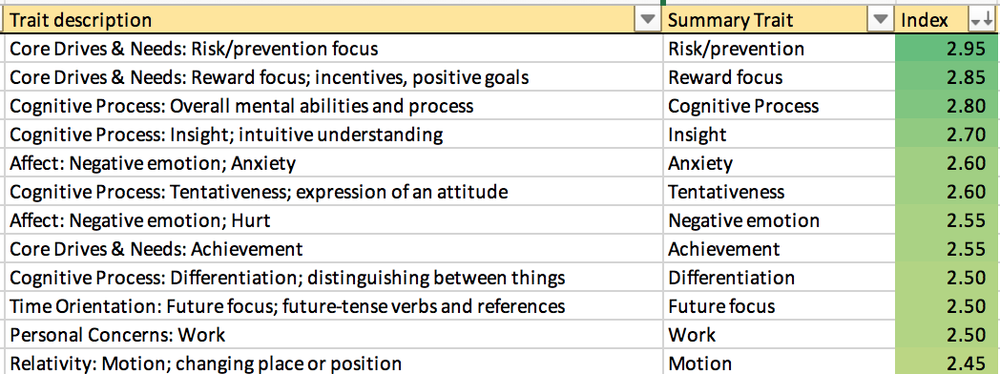 Trait description Summary Trait Index
Core Drives & Needs: Risk/prevention focus Risk/prevention 2.95
Core Drives & Needs: Reward focus; incentives, positive goals Reward focus 2.85
Cognitive Process: Overall mental abilities and process Cognitive Process 2.80
Cognitive Process: Insight; intuitive understanding Insight 2.70
Affect: Negative emotion; Anxiety Anxiety 2.60
Cognitive Process: Tentativeness; expression of an attitude Tentativeness 2.60
Affect: Negative emotion; Hurt Negative emotion 2.55
Core Drives & Needs: Achievement Achievement 2.55
Cognitive Process: Differentiation; distinguishing between things Differentiation 2.50
Time Orientation: Future focus; future-tense verbs and references Future focus 2.50
Personal Concerns: Work Work 2.50
Relativity: Motion; changing place or position Motion 2.45